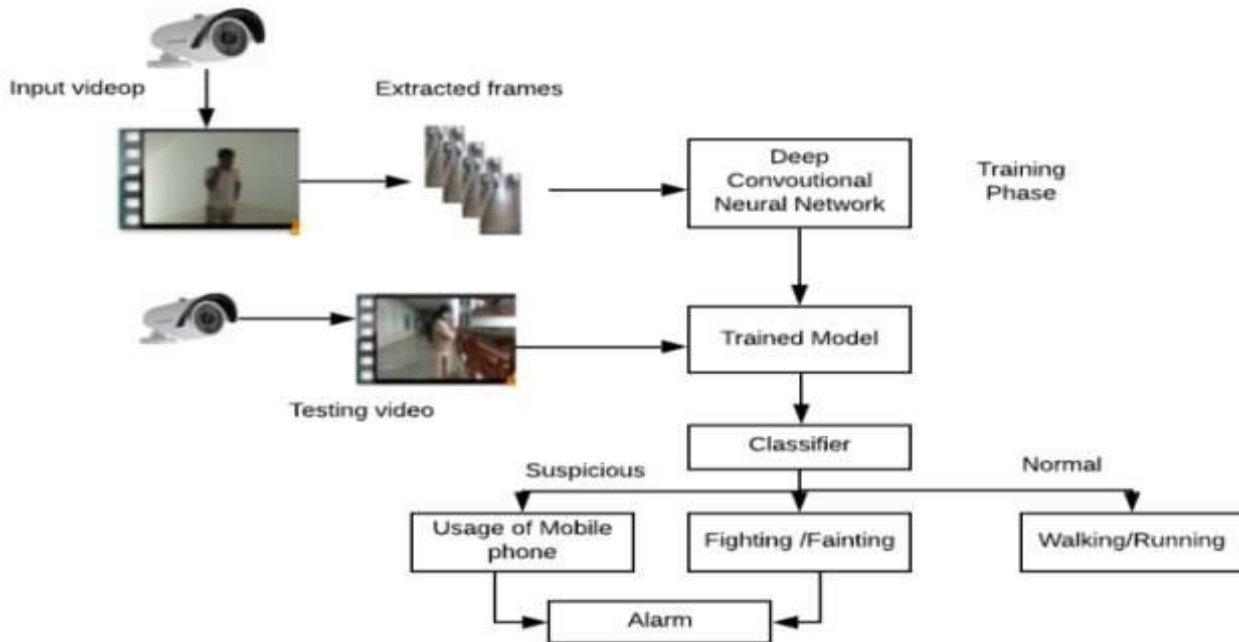 Input videop
Extracted frames
Deep
Convoutional
Neural Network
Training
Phase
Trained Model
Testing video
Classifier
Suspicious
Normal
Usage of Mobile
phone
Fighting /Fainting
Walking/Running
Alarm